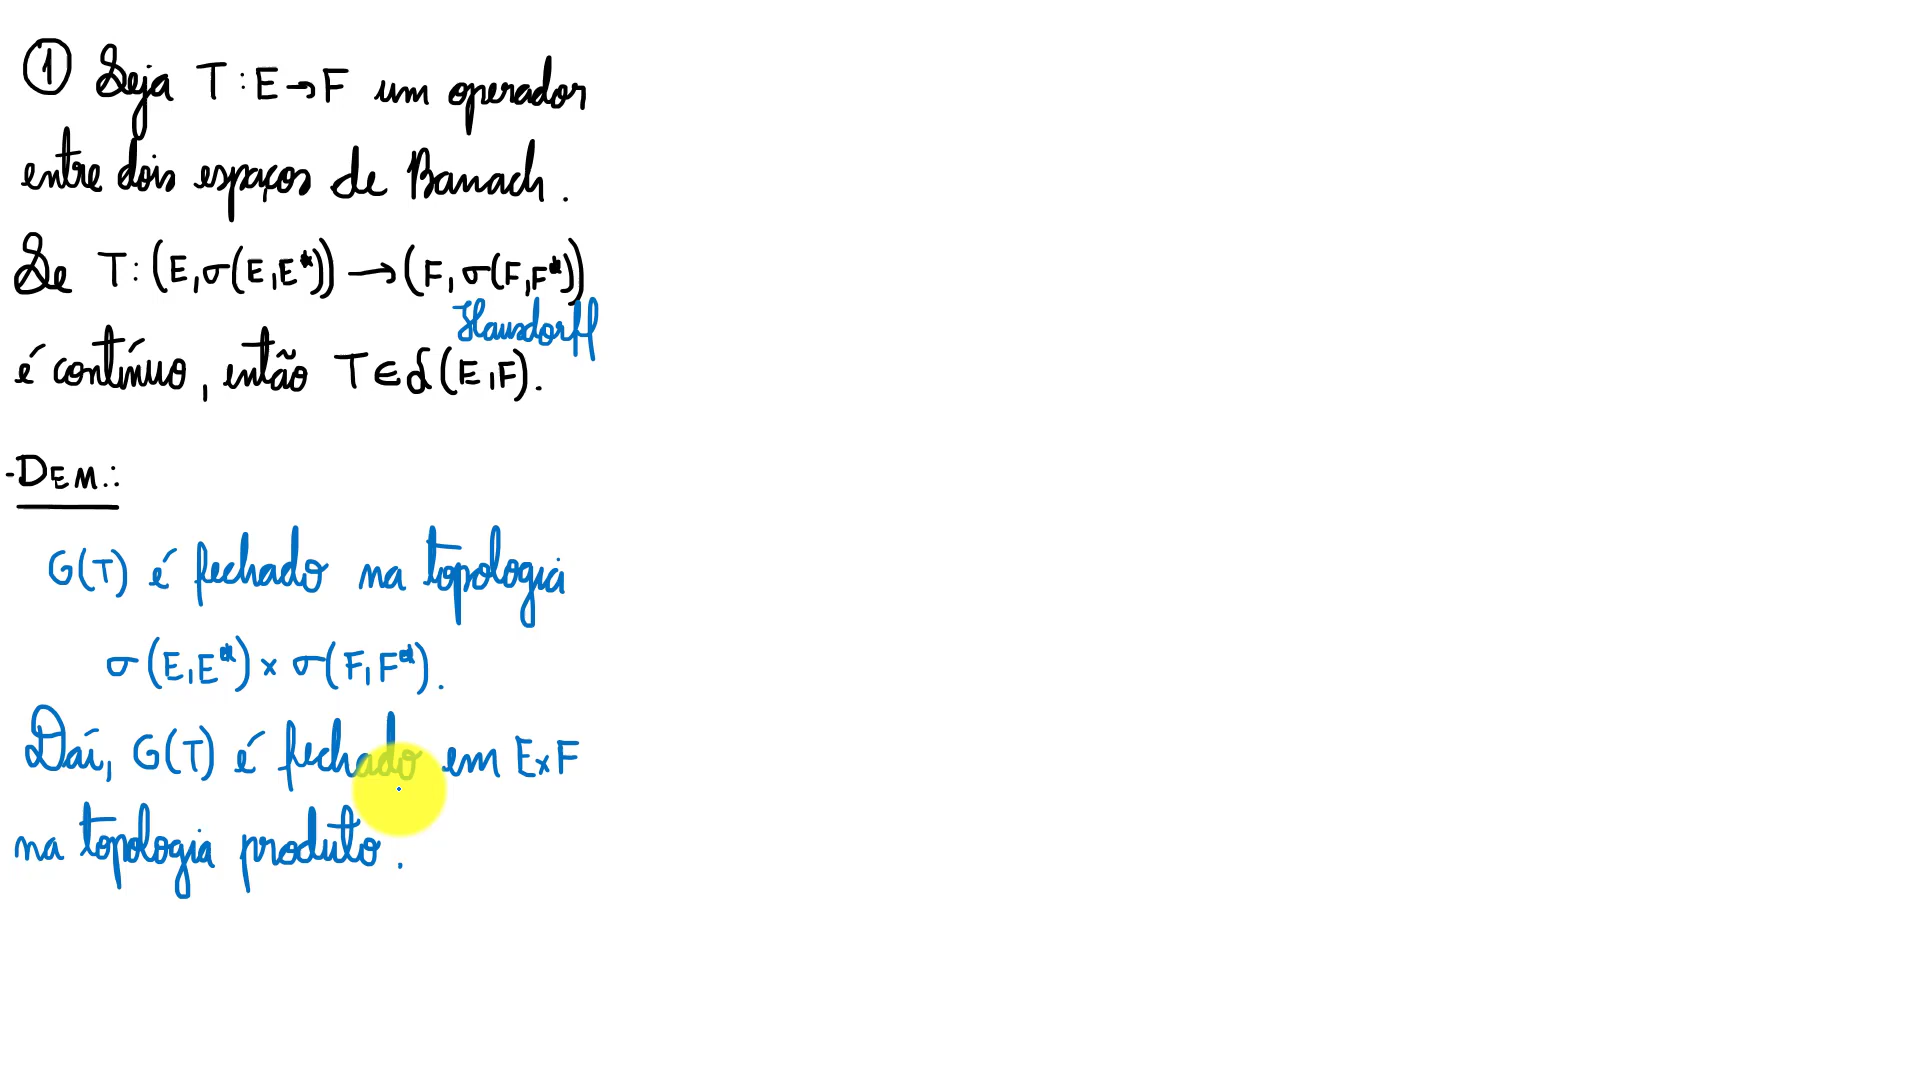 ① Seja T : E → F um operador
entre dois espaços de Banach.
Se T : (E, σ(E, E*)) → (F, σ(F, F*))
Hausdorff
é contínuo, então T ∈ ℒ(E, F).
- DEM.:
G(T) é fechado na topologia
σ(E, E*) × σ(F, F*).
Daí, G(T) é fechado em E×F
na topologia produto.